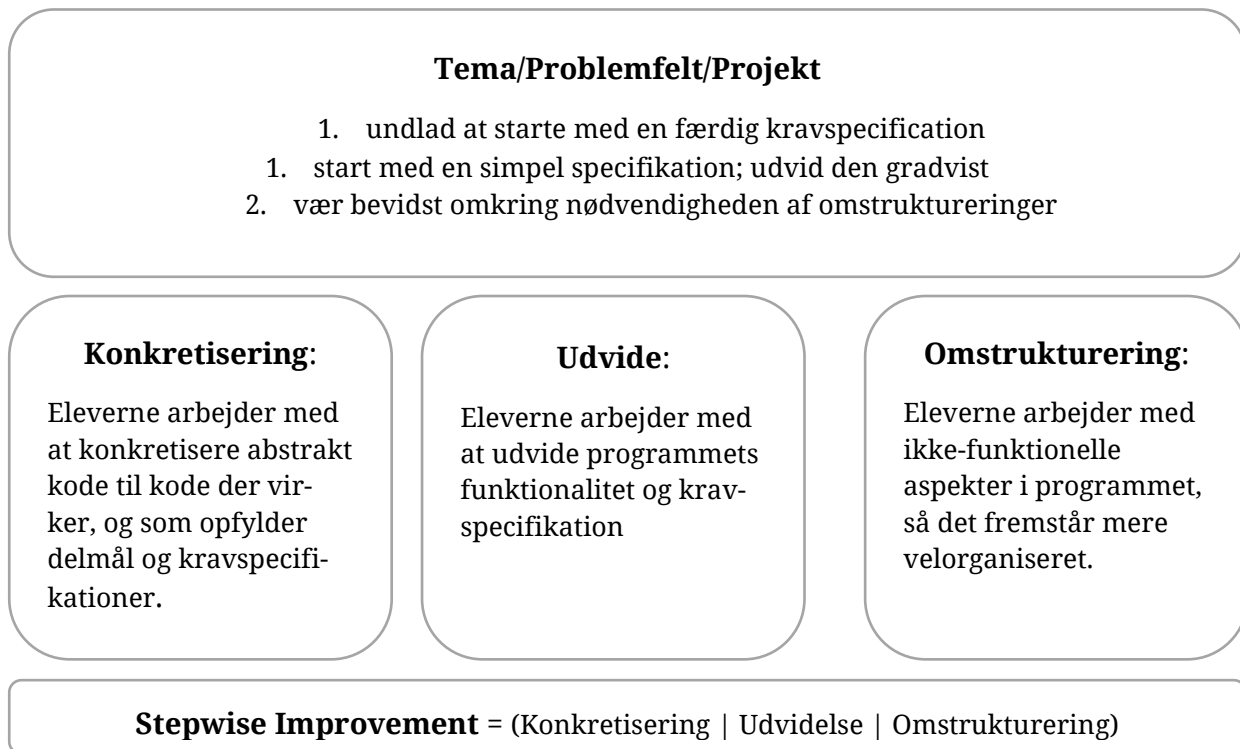 Tema/Problemfelt/Projekt
1. undlad at starte med en færdig kravspecification
1. start med en simpel specifikation; udvid den gradvist
2. vær bevidst omkring nødvendigheden af omstruktureringer
Konkretisering:
Eleverne arbejder med
at konkretisere abstrakt
kode til kode der vir-
ker, og som opfylder
delmål og kravspecifi-
kationer.
Udvide:
Eleverne arbejder med
at udvide programmets
funktionalitet og krav-
specifikation
Omstrukturering:
Eleverne arbejder med
ikke-funktionelle
aspekter i programmet,
så det fremstår mere
velorganiseret.
Stepwise Improvement = (Konkretisering | Udvidelse | Omstrukturering)